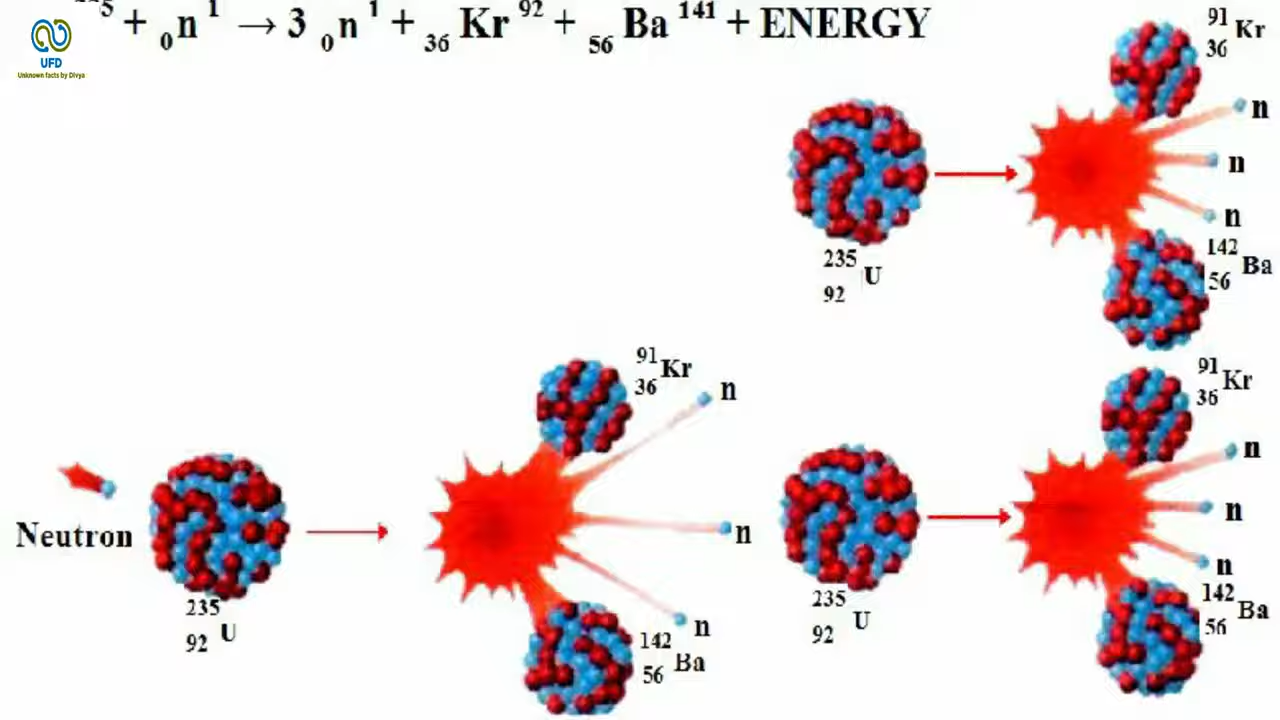 + ₀n¹ → 3 ₀n¹ + ₃₆Kr⁹² + ₅₆Ba¹⁴¹ + ENERGY
UFD
Unknown facts by Divya
91
36 Kr
n
n
n
142
56 Ba
235
92 U
91
36 Kr
n
n
n
142
56 Ba
Neutron
235
92 U
235
92 U
91
36 Kr
n
n
n
142
56 Ba